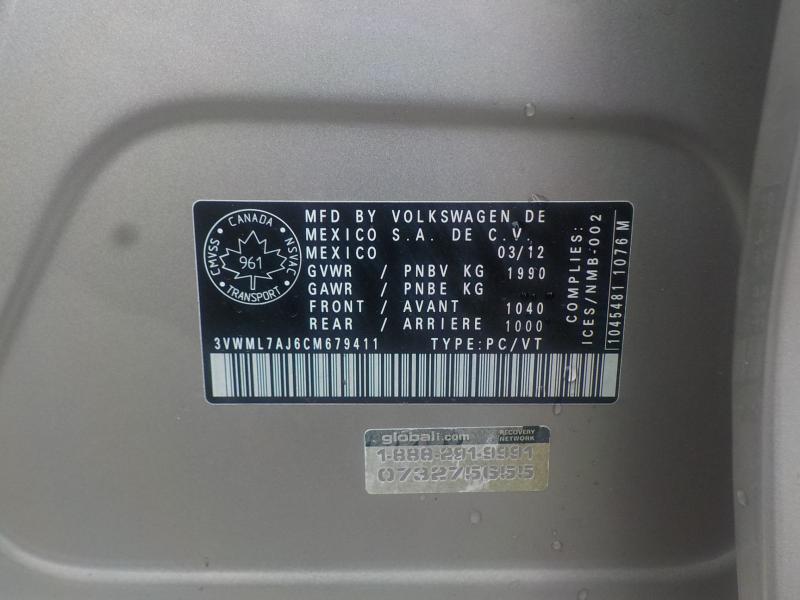 CANADA
CMVSS
NSVAC
961
TRANSPORT
MFD BY VOLKSWAGEN DE
MEXICO S.A. DE C.V.
MEXICO 03/12
GVWR / PNBV KG 1990
GAWR / PNBE KG
FRONT / AVANT 1040
REAR / ARRIERE 1000
3VWML7AJ6CM679411 TYPE:PC/VT
COMPLIES:
ICES/NMB-002
1045481 1076 M
globali.com RECOVERY NETWORK
1-888-291-9991
073275655